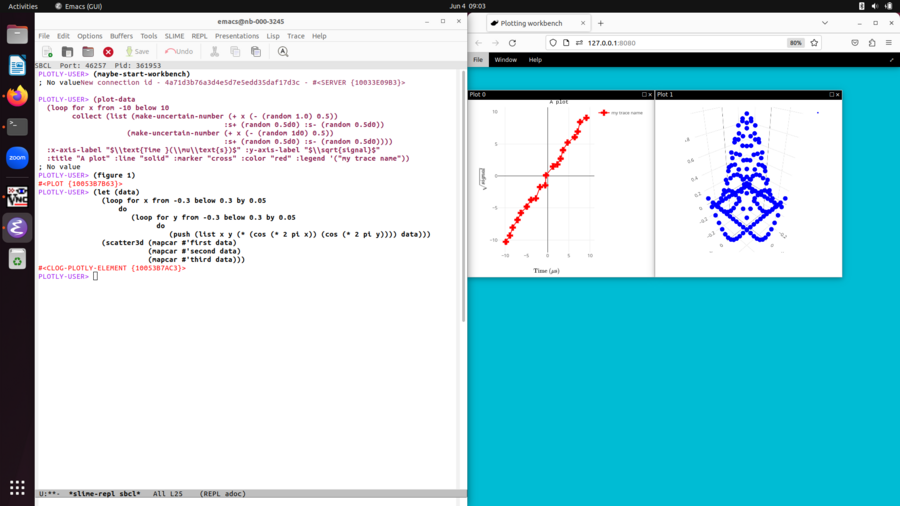 Activities
Emacs (GUI)
Jun 4 09:03
emacs@nb-000-3245
File Edit Options Buffers Tools SLIME REPL Presentations Lisp Trace Help
Save
Undo
SBCL Port: 46257 Pid: 361953
PLOTLY-USER> (maybe-start-workbench)
; No valueNew connection id - 4a71d3b76a3d4e5d7e5edd35daf17d3c - #<SERVER {10033E09B3}>
PLOTLY-USER> (plot-data
(loop for x from -10 below 10
collect (list (make-uncertain-number (+ x (- (random 1.0) 0.5))
:s+ (random 0.5d0) :s- (random 0.5d0))
(make-uncertain-number (+ x (- (random 1d0) 0.5)
:s+ (random 0.5d0) :s- (random 0.5d0))))
:x-axis-label "$\\text{Time }(\\mu\\text{s})$" :y-axis-label "$\\sqrt{signal}$"
:title "A plot" :line "solid" :marker "cross" :color "red" :legend '("my trace name"))
; No value
PLOTLY-USER> (figure 1)
#<PLOT {10053B7B63}>
PLOTLY-USER> (let (data)
(loop for x from -0.3 below 0.3 by 0.05
do
(loop for y from -0.3 below 0.3 by 0.05
do
(push (list x y (* (cos (* 2 pi x)) (cos (* 2 pi y)))) data)))
(scatter3d (mapcar #'first data)
(mapcar #'second data)
(mapcar #'third data)))
#<CLOG-PLOTLY-ELEMENT {10053B7AC3}>
PLOTLY-USER>
U:**- *slime-repl sbcl* All L25 (REPL adoc)
zoom
Plotting workbench
127.0.0.1:8080
80%
File Window Help
Plot 0
A plot
my trace name
10
5
0
−5
−10
√signal
−10 −5 0 5 10
Time (μs)
Plot 1
0.8
0.6
0.4
0.2
0
−0.2
0
0.2